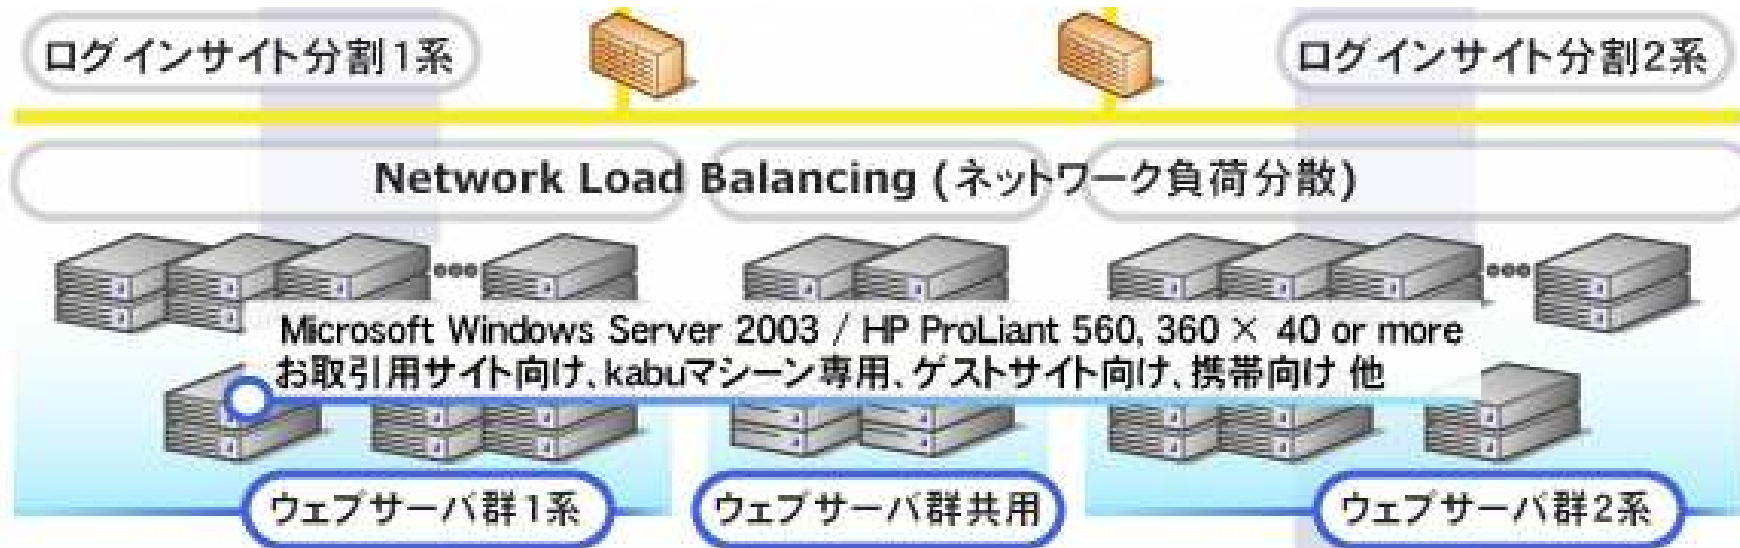 ログインサイト分割1系
ログインサイト分割2系
Network Load Balancing (ネットワーク負荷分散)
Microsoft Windows Server 2003 / HP ProLiant 560, 360 × 40 or more
お取引用サイト向け、kabuマシーン専用、ゲストサイト向け、携帯向け 他
ウェブサーバ群1系
ウェブサーバ群共用
ウェブサーバ群2系